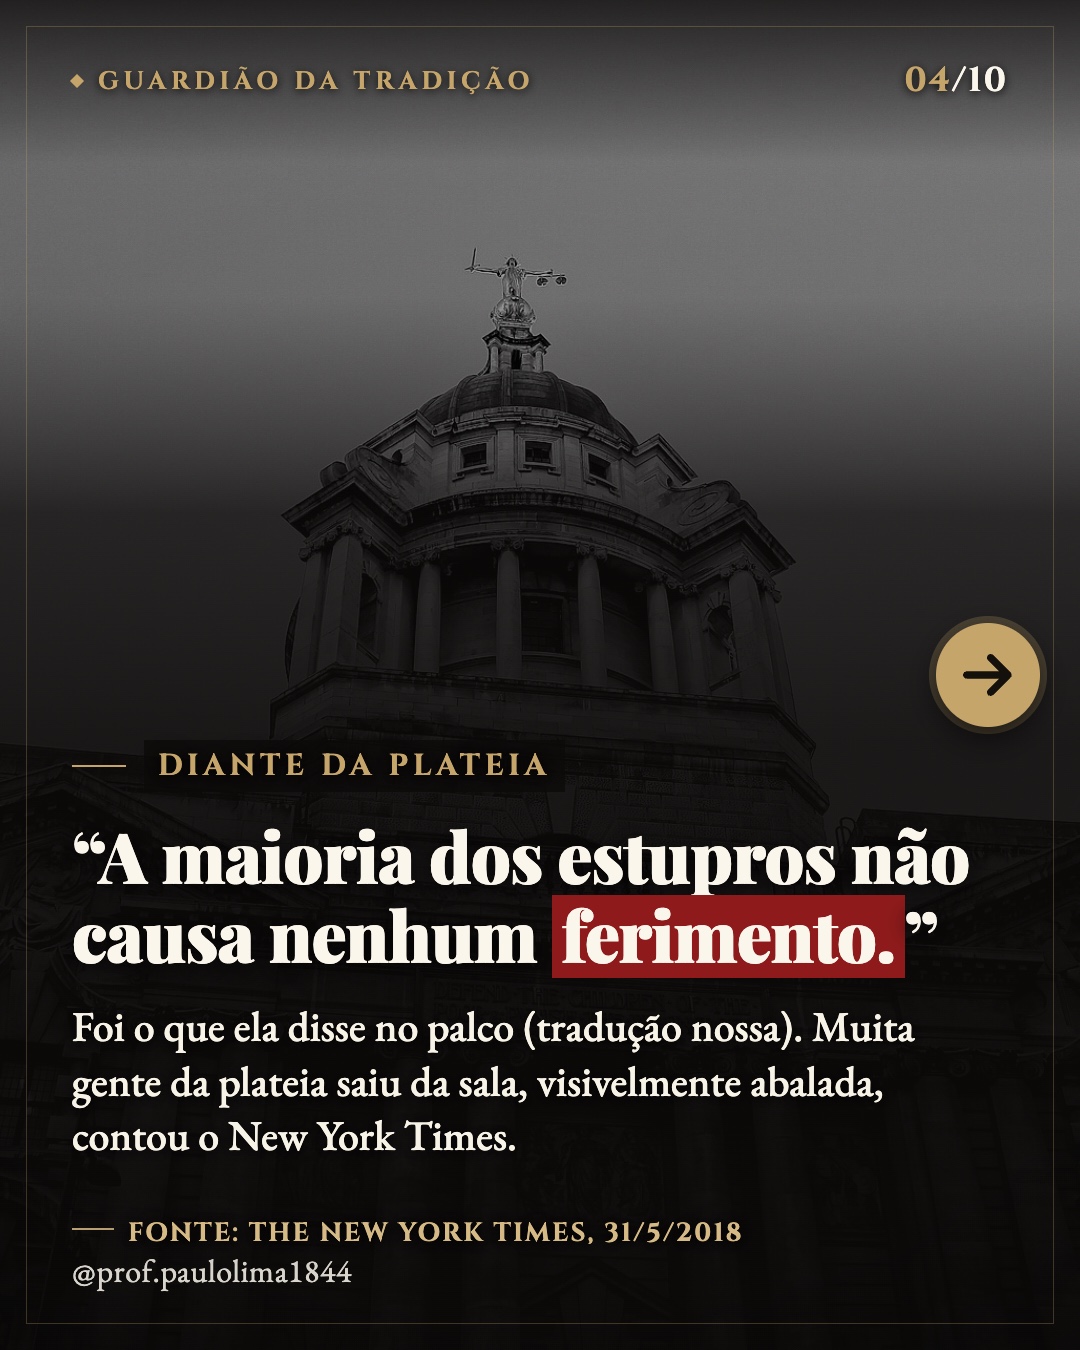 ◆ GUARDIÃO DA TRADIÇÃO
04/10
DIANTE DA PLATEIA
“A maioria dos estupros não
causa nenhum ferimento.”
Foi o que ela disse no palco (tradução nossa). Muita
gente da plateia saiu da sala, visivelmente abalada,
contou o New York Times.
FONTE: THE NEW YORK TIMES, 31/5/2018
@prof.paulolima1844